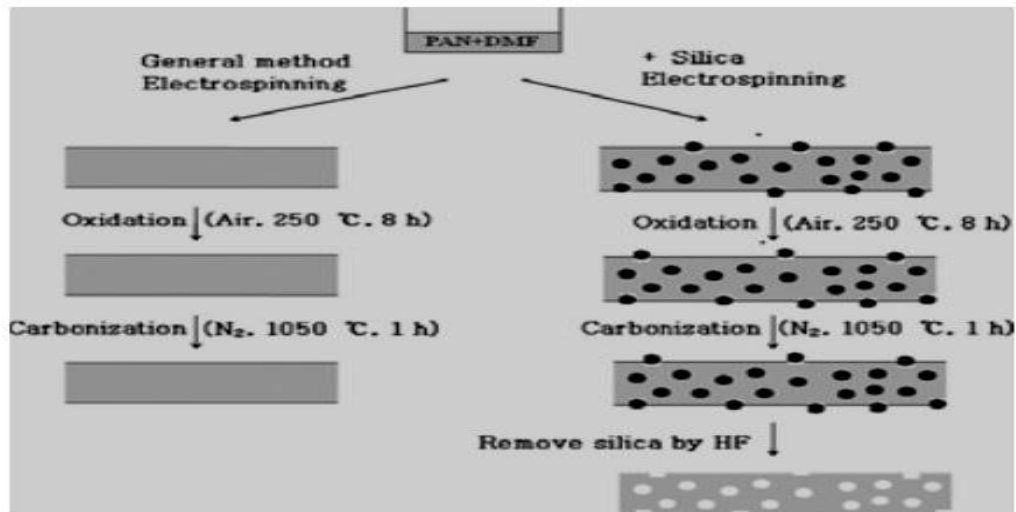 PAN+DMF
General method
Electrospinning
+ Silica
Electrospinning
Oxidation (Air. 250 ℃. 8 h)
Oxidation (Air. 250 ℃. 8 h)
Carbonization (N₂. 1050 ℃. 1 h)
Carbonization (N₂. 1050 ℃. 1 h)
Remove silica by HF